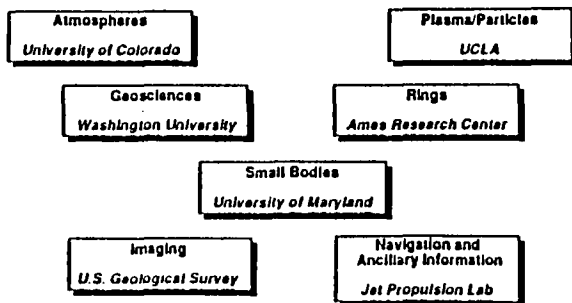 Atmospheres
University of Colorado
Plasma/Particles
UCLA
Geosciences
Washington University
Rings
Ames Research Center
Small Bodies
University of Maryland
Imaging
U.S. Geological Survey
Navigation and
Ancillary Information
Jet Propulsion Lab